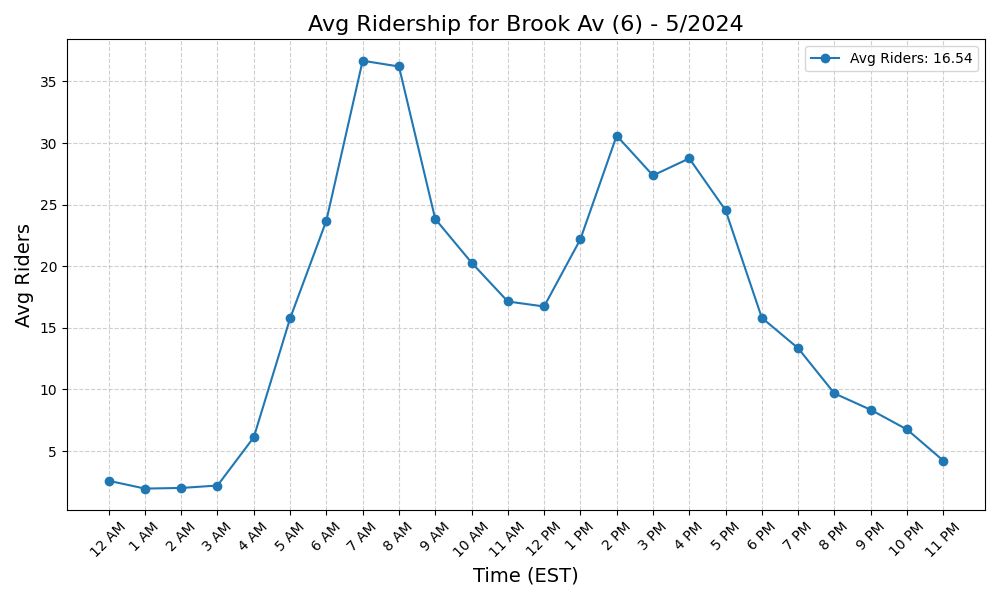 Avg Ridership for Brook Av (6) - 5/2024
Avg Riders: 16.54
Avg Riders
35
30
25
20
15
10
5
12 AM
1 AM
2 AM
3 AM
4 AM
5 AM
6 AM
7 AM
8 AM
9 AM
10 AM
11 AM
12 PM
1 PM
2 PM
3 PM
4 PM
5 PM
6 PM
7 PM
8 PM
9 PM
10 PM
11 PM
Time (EST)